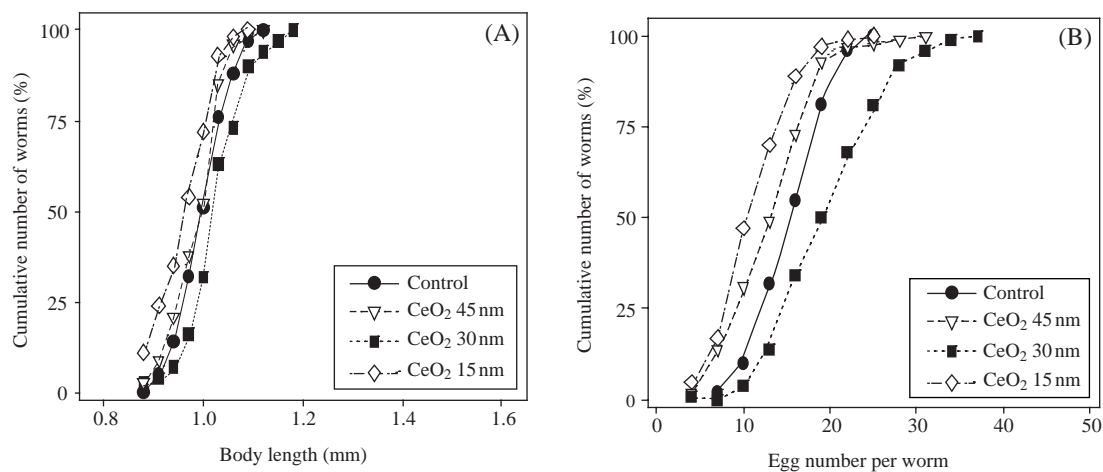 (A)
Cumulative number of worms (%)
100
75
50
25
0
0.8 1.0 1.2 1.4 1.6
Body length (mm)
Control
CeO₂ 45 nm
CeO₂ 30 nm
CeO₂ 15 nm
(B)
Cumulative number of worms (%)
100
75
50
25
0
0 10 20 30 40 50
Egg number per worm
Control
CeO₂ 45 nm
CeO₂ 30 nm
CeO₂ 15 nm